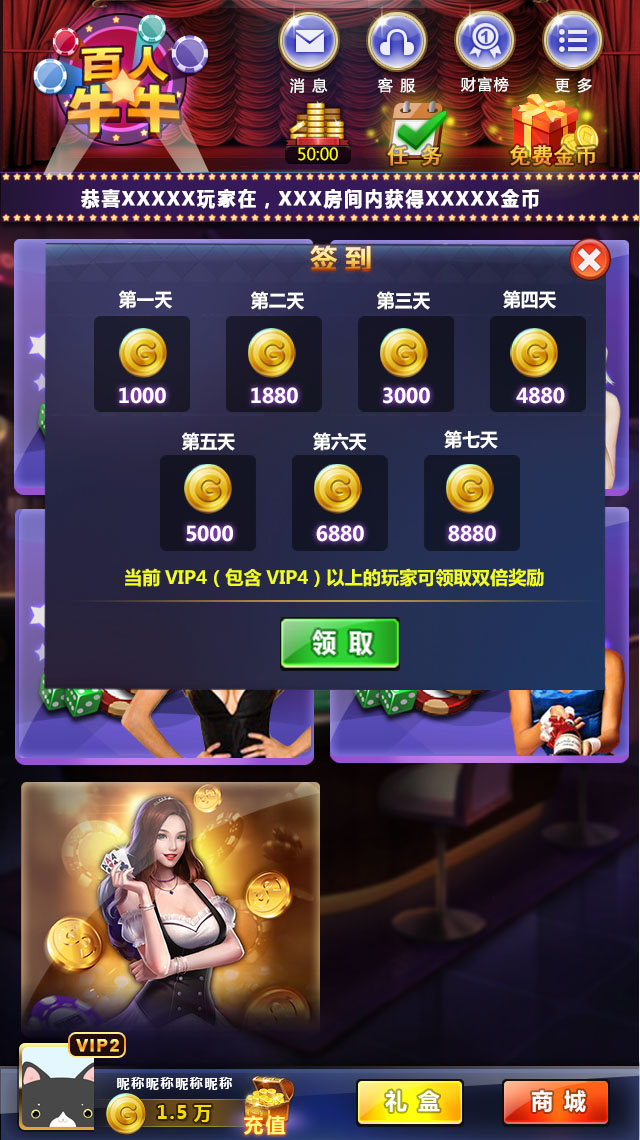 百人
牛牛
消息 客服 财富榜 更多
50:00 任务 免费金币
恭喜XXXXX玩家在，XXX房间内获得XXXXX金币
签到
第一天 第二天 第三天 第四天
1000 1880 3000 4880
第五天 第六天 第七天
5000 6880 8880
当前 VIP4（包含 VIP4）以上的玩家可领取双倍奖励
领取
VIP2
昵称昵称昵称昵称
1.5万 充值 礼盒 商城